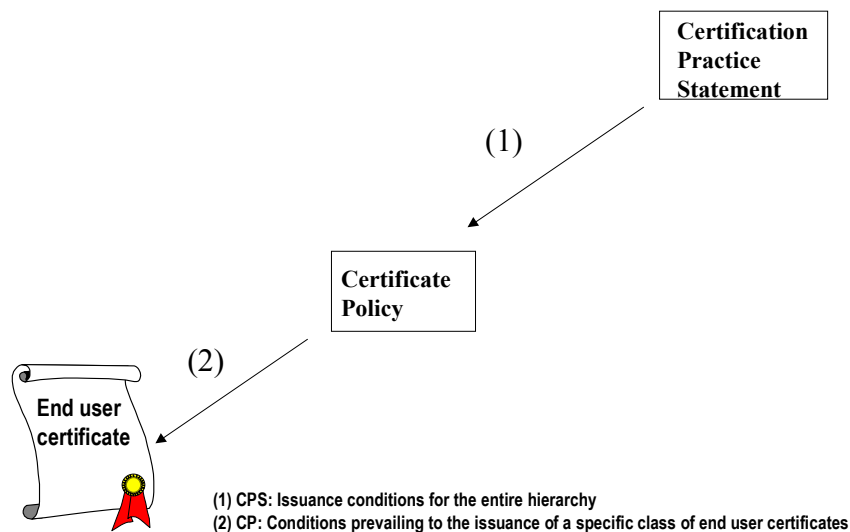 Certification
Practice
Statement
(1)
Certificate
Policy
(2)
End user
certificate
(1) CPS: Issuance conditions for the entire hierarchy
(2) CP: Conditions prevailing to the issuance of a specific class of end user certificates